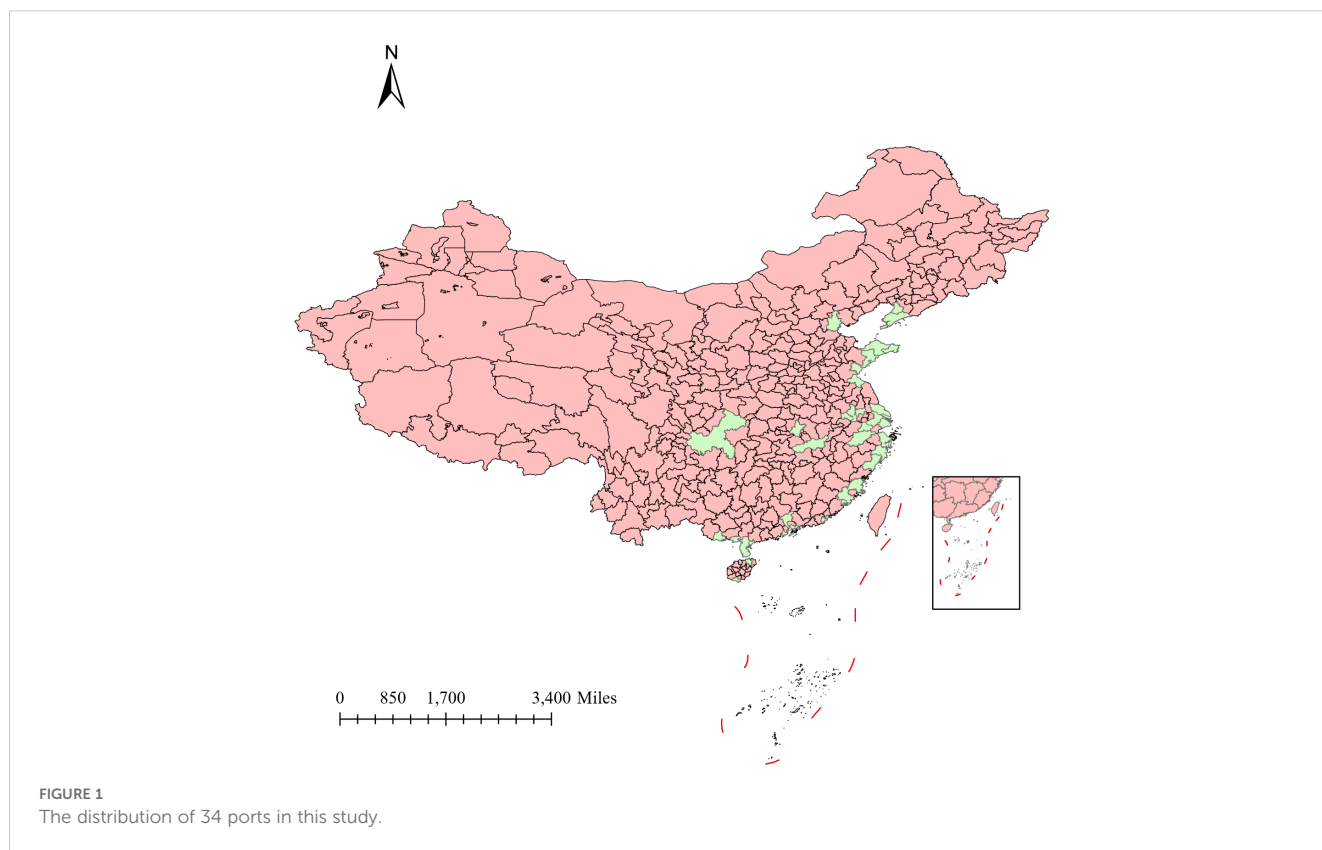 N
0 850 1,700 3,400 Miles
FIGURE 1
The distribution of 34 ports in this study.